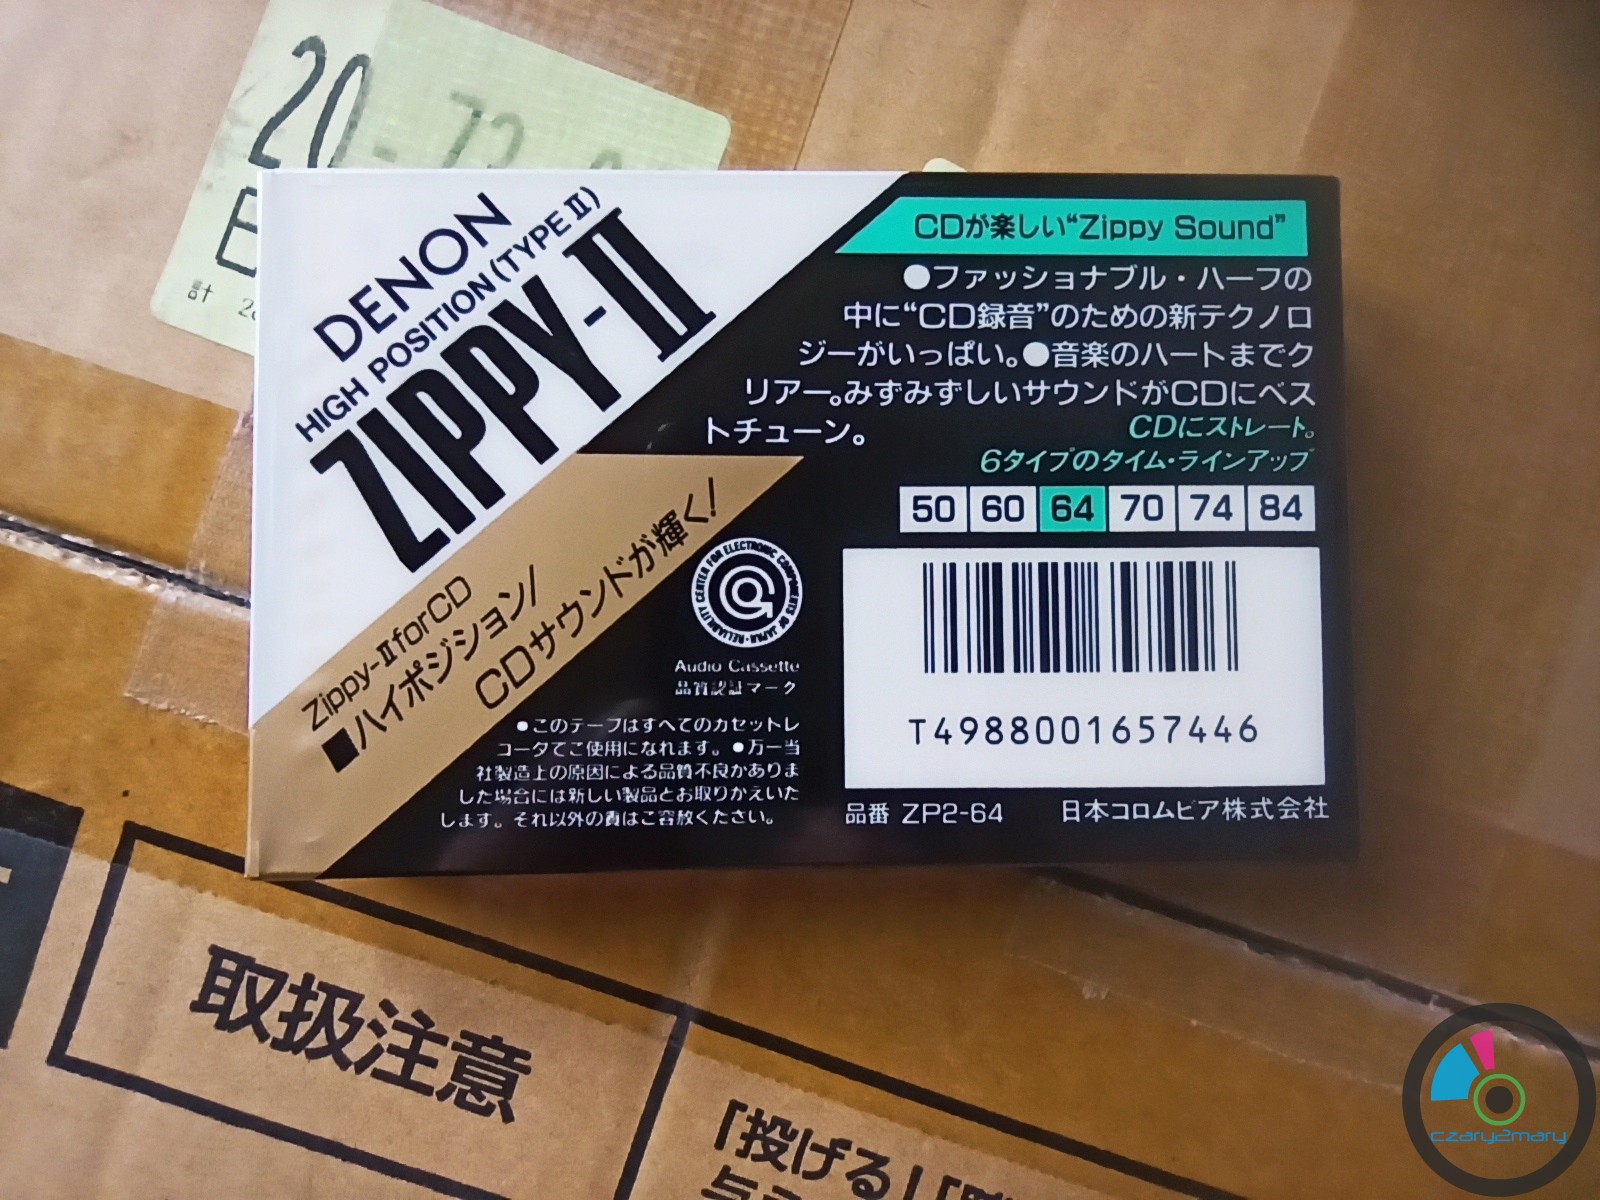 20-72
計
DENON
HIGH POSITION (TYPE II)
ZIPPY-II
Zippy-IIforCD
■ハイポジション/
CDサウンドが輝く!
CDが楽しい“Zippy Sound”
●ファッショナブル・ハーフの
中に“CD録音”のための新テクノロ
ジーがいっぱい。●音楽のハートまでク
リアー。みずみずしいサウンドがCDにベス
トチューン。
CDにストレート。
6タイプのタイム・ラインアップ
50 60 64 70 74 84
RELIABILITY CENTER FOR ELECTRONIC COMPONENTS OF JAPAN
Audio Cassette
品質認証マーク
●このテープはすべてのカセットレ
コーダでご使用になれます。●万一当
社製造上の原因による品質不良がありま
した場合には新しい製品とお取りかえいた
します。それ以外の責はご容赦ください。
T4988001657446
品番 ZP2-64 日本コロムビア株式会社
取扱注意
「投げる」
czary2mary